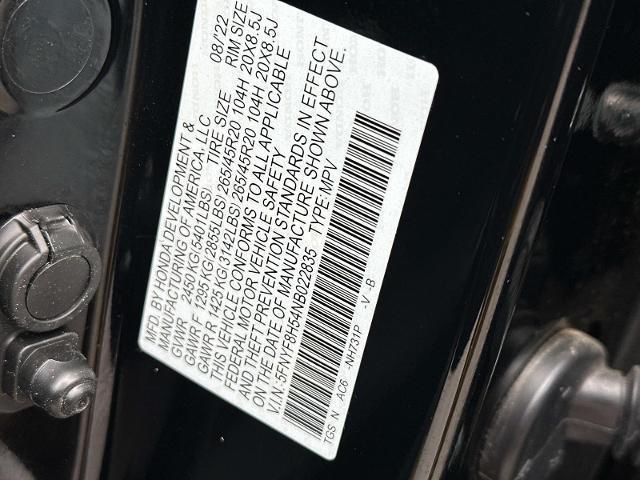 MFD. BY HONDA DEVELOPMENT &
MANUFACTURING OF AMERICA, LLC 08/'22
GVWR 2450 KG(5401LBS) TIRE SIZE RIM SIZE
GAWR F 1295 KG(2855LBS) 265/45R20 104H 20X8.5J
GAWR R 1425 KG(3142LBS) 265/45R20 104H 20X8.5J
THIS VEHICLE CONFORMS TO ALL APPLICABLE
FEDERAL MOTOR VEHICLE SAFETY
AND THEFT PREVENTION STANDARDS IN EFFECT
ON THE DATE OF MANUFACTURE SHOWN ABOVE.
V.I.N.: 5FNYF8H54NB022835 TYPE: MPV
TGS N AC6 -NH731P -V -B